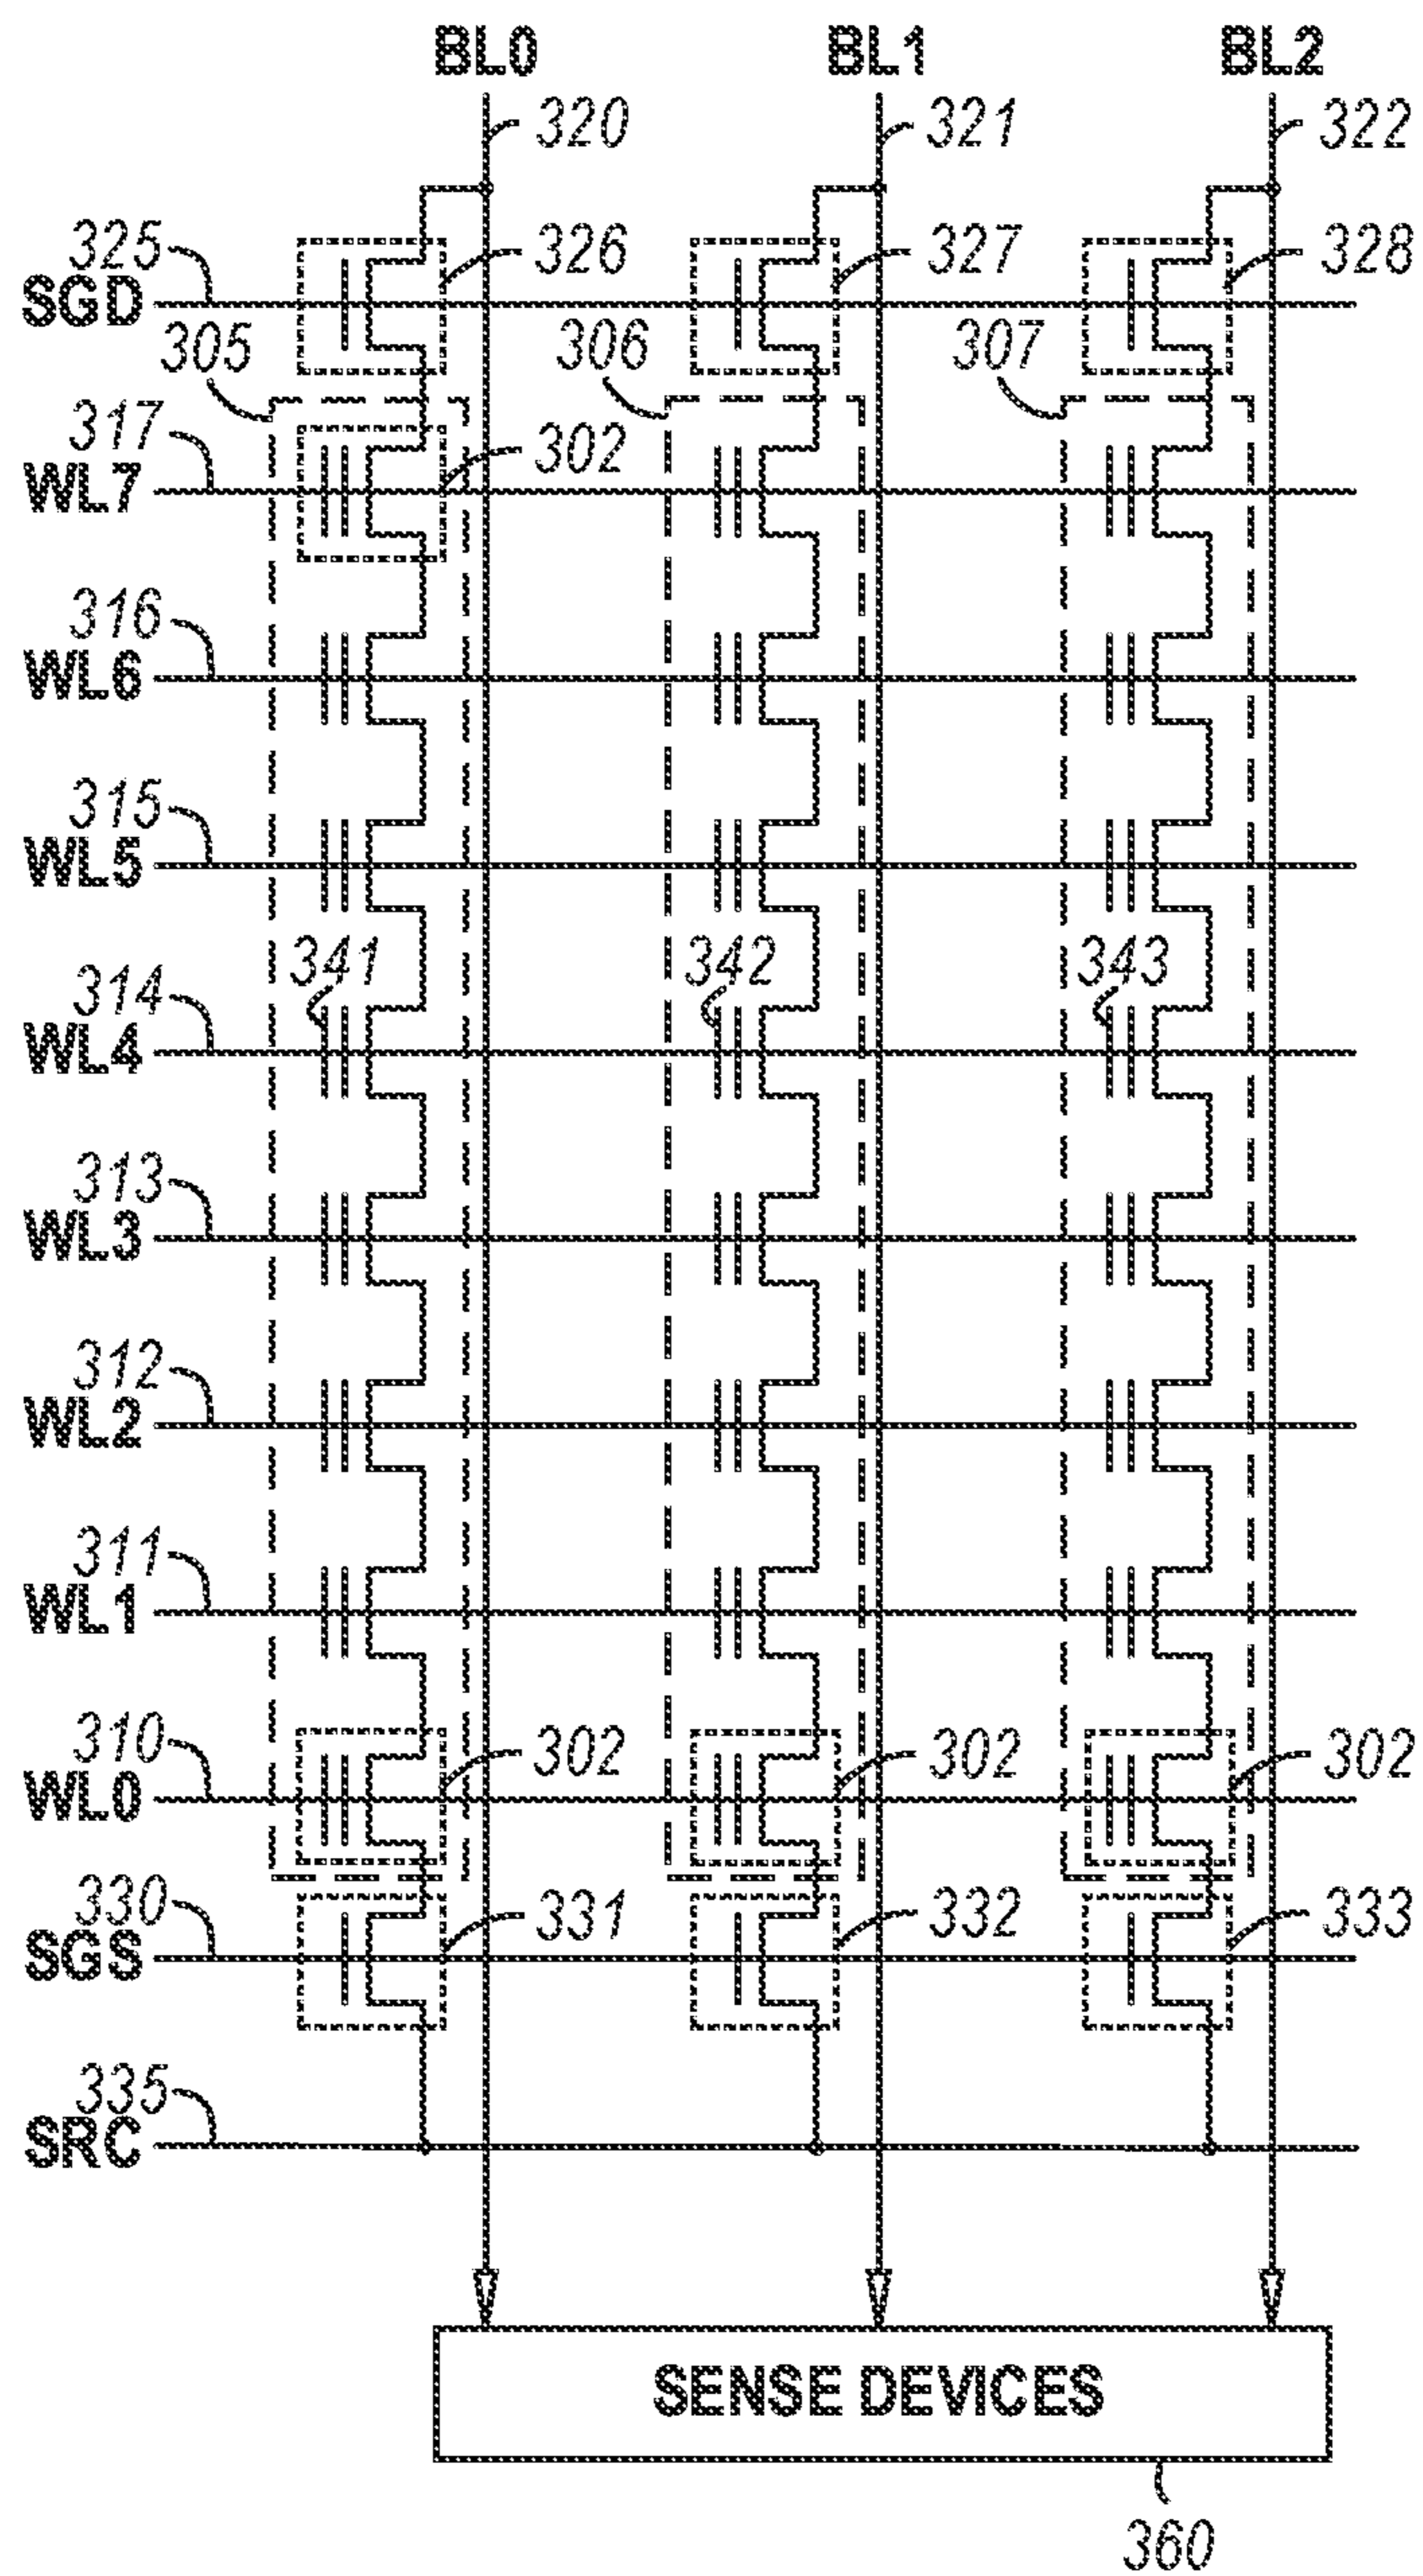 BL0 BL1 BL2
320 321 322
325 326 327 328
SGD
305 306 307
317 302
WL7
316
WL6
315
WL5
341 342 343
314
WL4
313
WL3
312
WL2
311
WL1
310 302 302 302
WL0
330 331 332 333
SGS
335
SRC
SENSE DEVICES
360